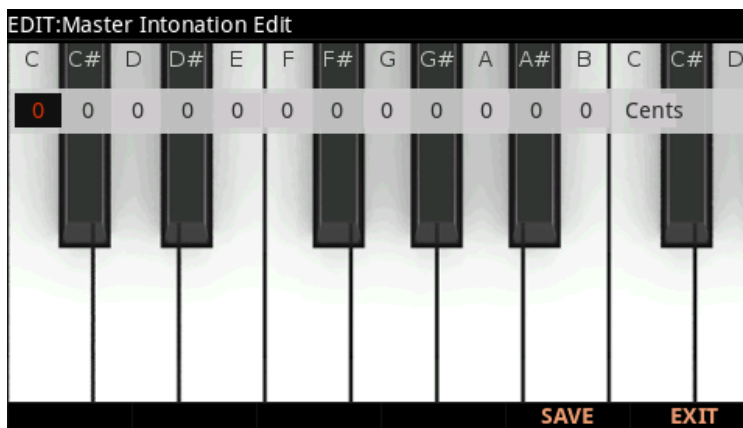 EDIT:Master Intonation Edit
C C# D D# E F F# G G# A A# B C C# D
0 0 0 0 0 0 0 0 0 0 0 0 Cents
SAVE EXIT